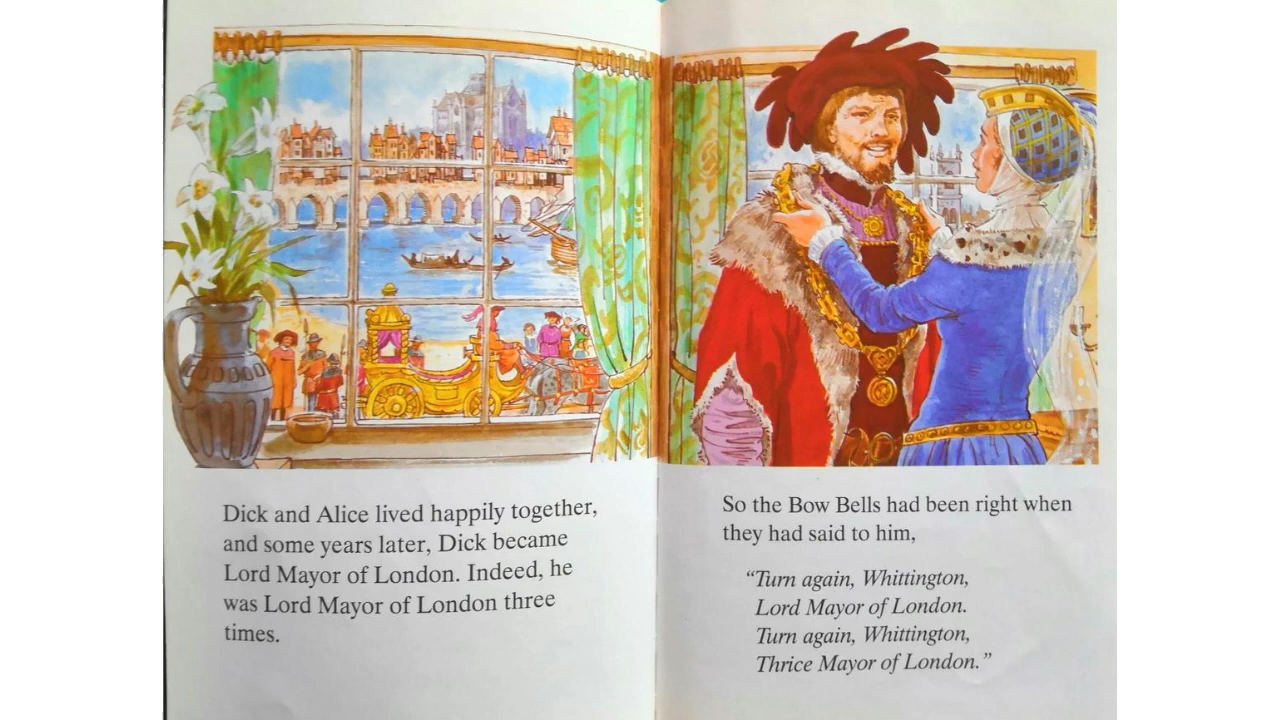 Dick and Alice lived happily together,
and some years later, Dick became
Lord Mayor of London. Indeed, he
was Lord Mayor of London three
times.
So the Bow Bells had been right when
they had said to him,
“Turn again, Whittington,
Lord Mayor of London.
Turn again, Whittington,
Thrice Mayor of London.”